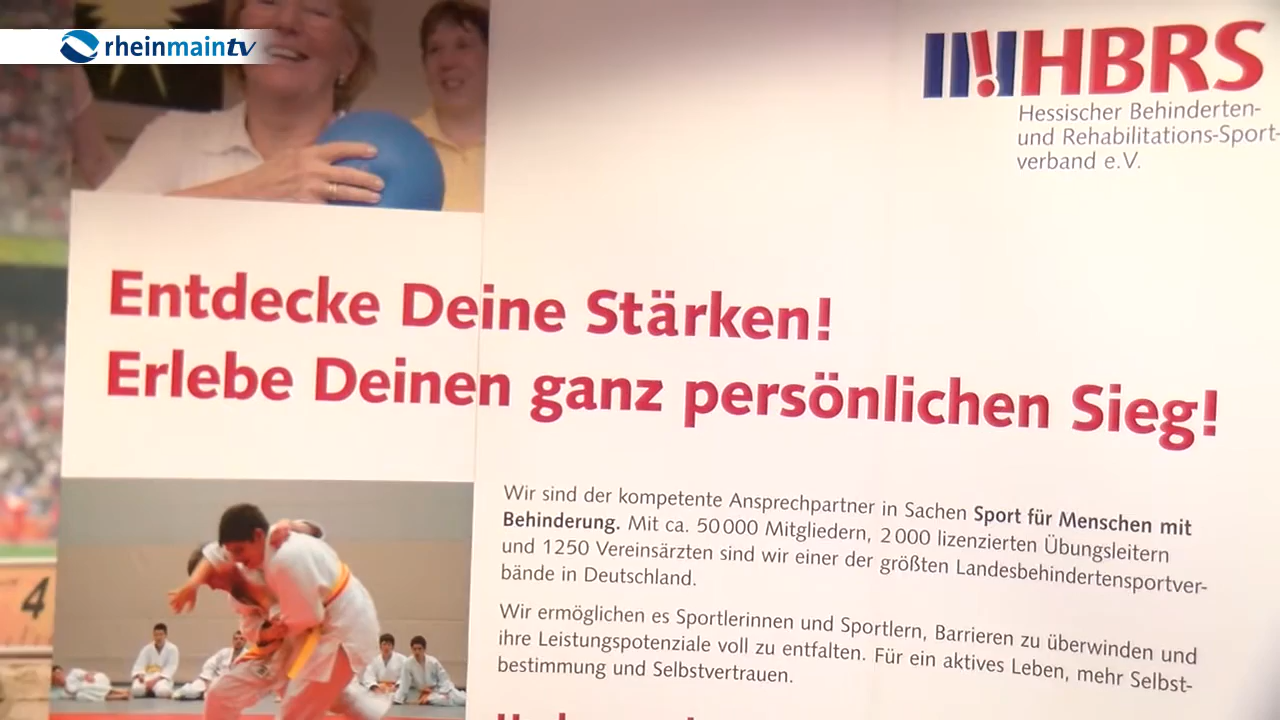 rheinmaintv
HBRS
Hessischer Behinderten-
und Rehabilitations-Sport-
verband e.V.
Entdecke Deine Stärken!
Erlebe Deinen ganz persönlichen Sieg!
Wir sind der kompetente Ansprechpartner in Sachen Sport für Menschen mit
Behinderung. Mit ca. 50 000 Mitgliedern, 2 000 lizenzierten Übungsleitern
und 1250 Vereinsärzten sind wir einer der größten Landesbehindertensportver-
bände in Deutschland.
Wir ermöglichen es Sportlerinnen und Sportlern, Barrieren zu überwinden und
ihre Leistungspotenziale voll zu entfalten. Für ein aktives Leben, mehr Selbst-
bestimmung und Selbstvertrauen.
4